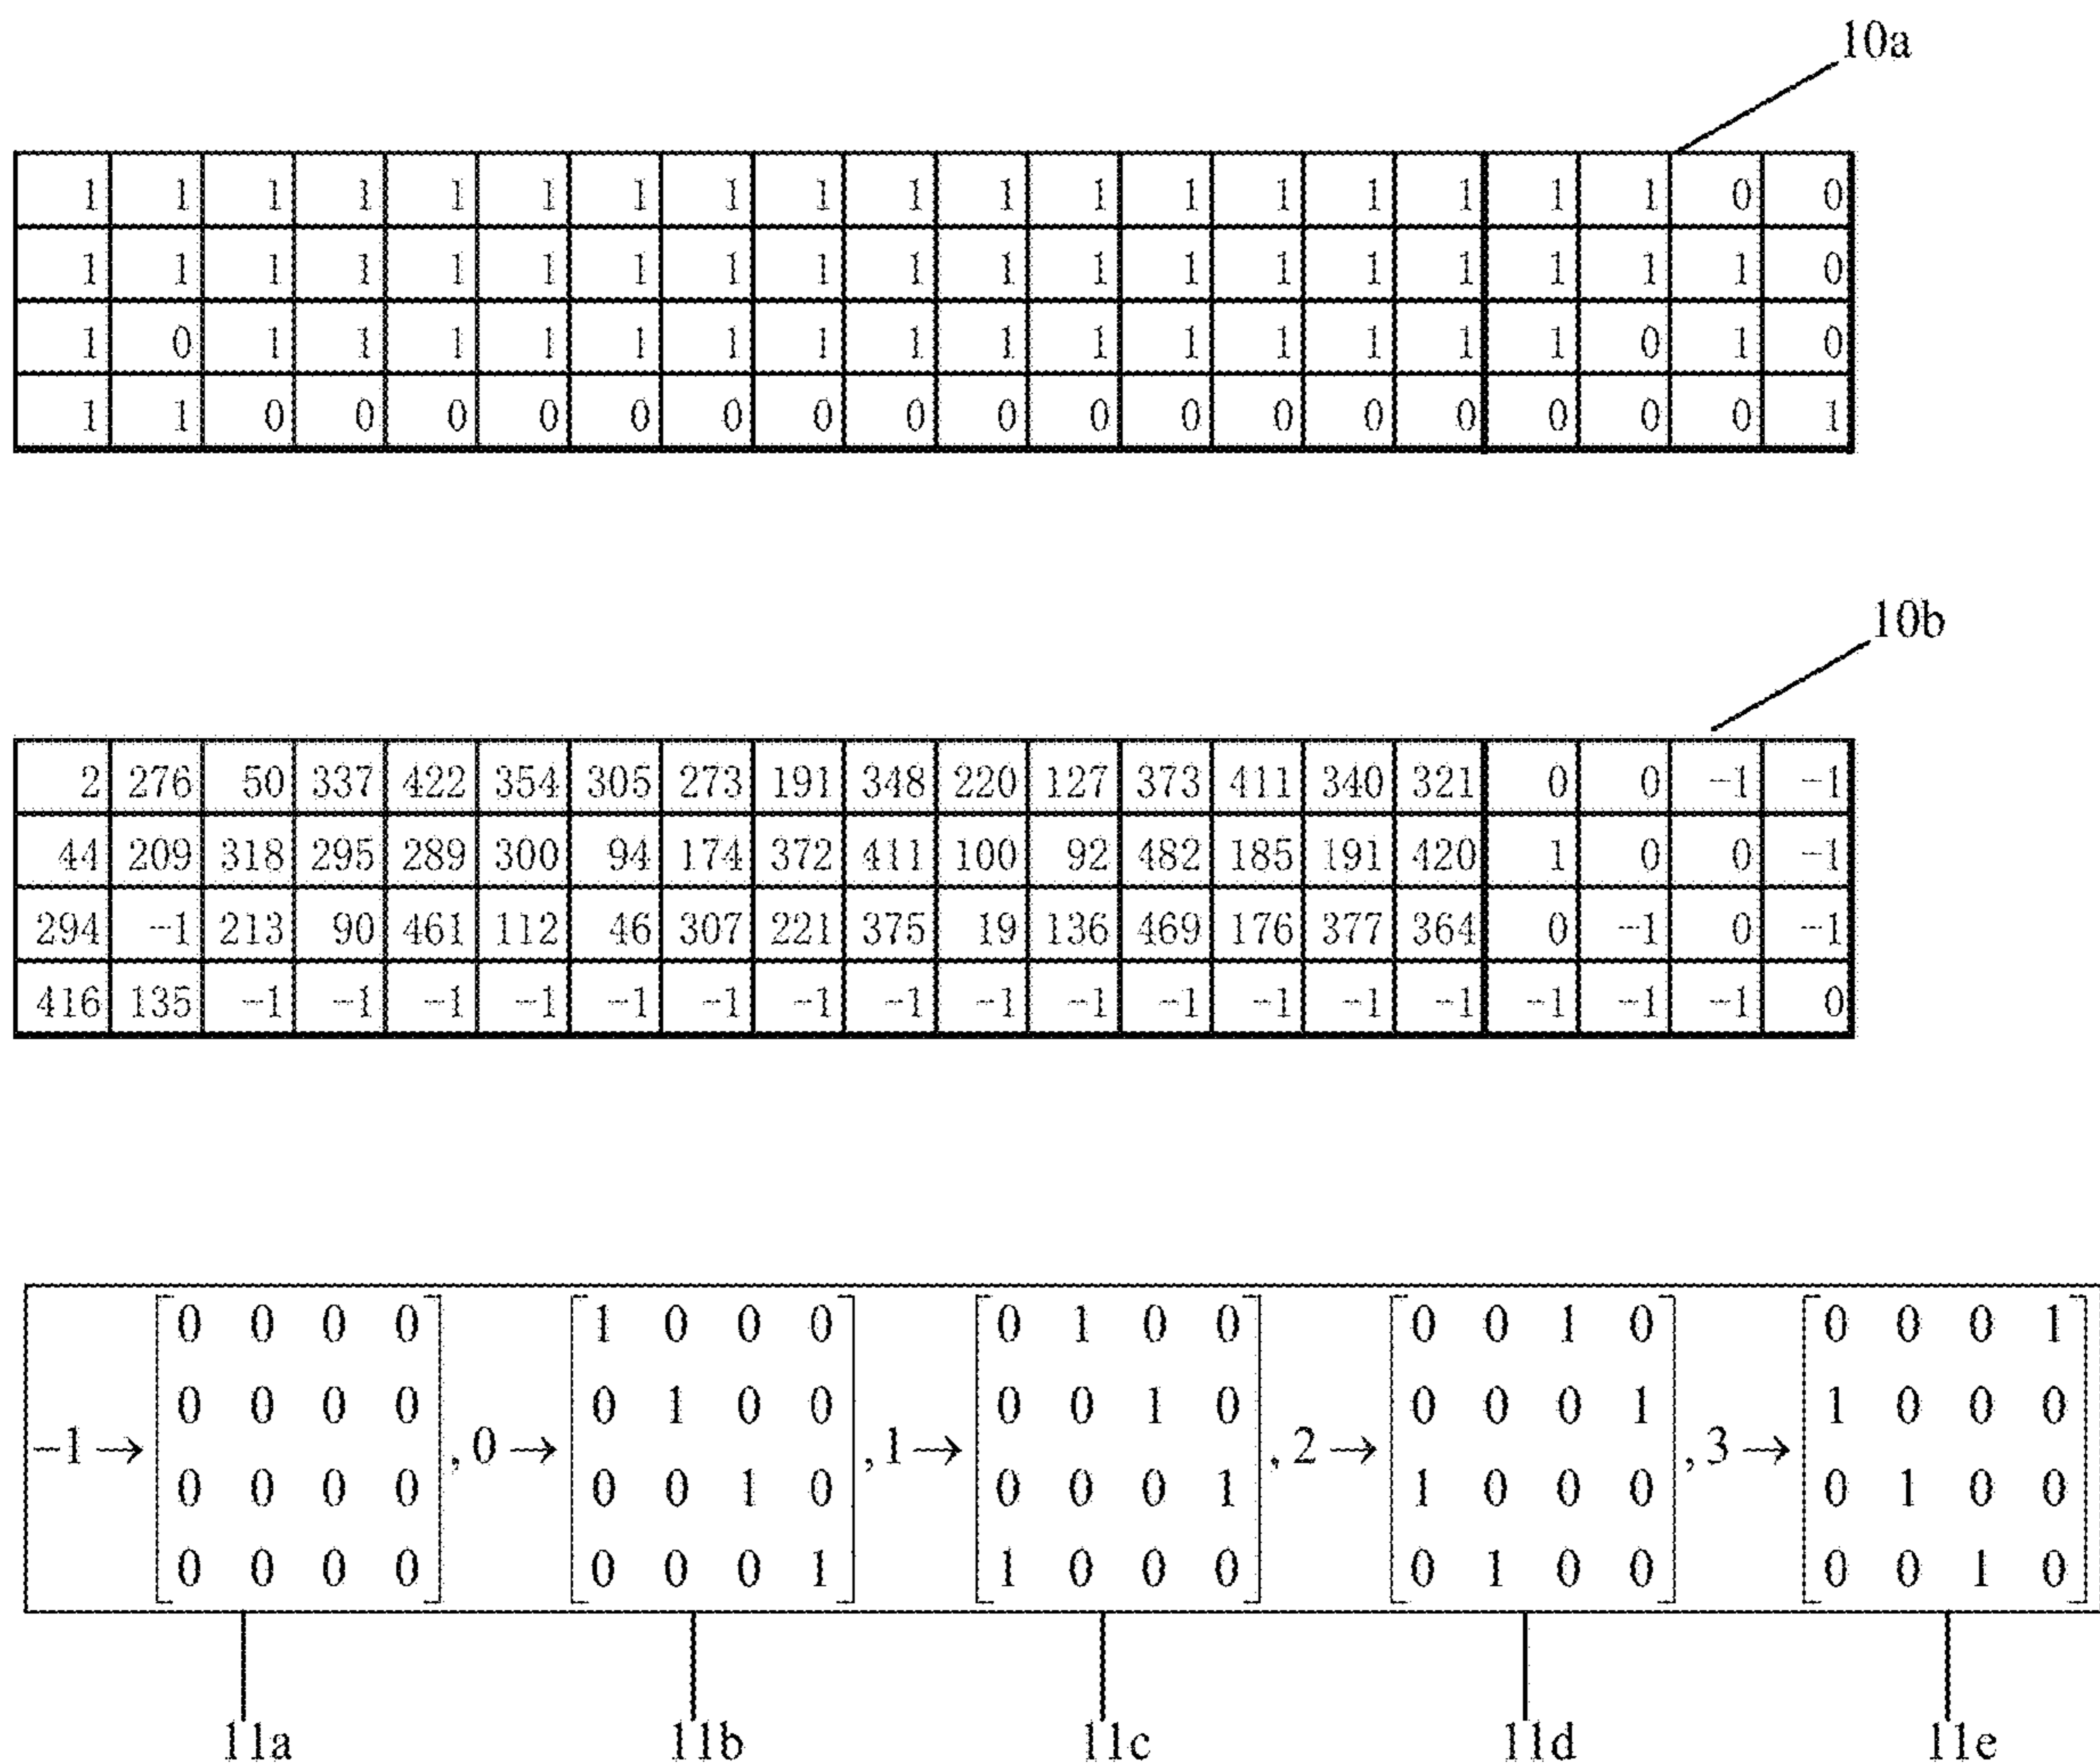 10a
1 1 1 1 1 1 1 1 1 1 1 1 1 1 1 1 1 1 0 0
1 1 1 1 1 1 1 1 1 1 1 1 1 1 1 1 1 1 1 0
1 0 1 1 1 1 1 1 1 1 1 1 1 1 1 1 1 0 1 0
1 1 0 0 0 0 0 0 0 0 0 0 0 0 0 0 0 0 0 1
10b
2 276 50 337 422 354 305 273 191 348 220 127 373 411 340 321 0 0 -1 -1
44 209 318 295 289 300 94 174 372 411 100 92 482 185 191 420 1 0 0 -1
294 -1 213 90 461 112 46 307 221 375 19 136 469 176 377 364 0 -1 0 -1
416 135 -1 -1 -1 -1 -1 -1 -1 -1 -1 -1 -1 -1 -1 -1 -1 -1 -1 0
0 0 0 0 1 0 0 0 0 1 0 0 0 0 1 0 0 0 0 1
0 0 0 0 0 1 0 0 0 0 1 0 0 0 0 1 1 0 0 0
-1 → , 0 → , 1 → , 2 → , 3 →
0 0 0 0 0 0 1 0 0 0 0 1 1 0 0 0 0 1 0 0
0 0 0 0 0 0 0 1 1 0 0 0 0 1 0 0 0 0 1 0
11a 11b 11c 11d 11e